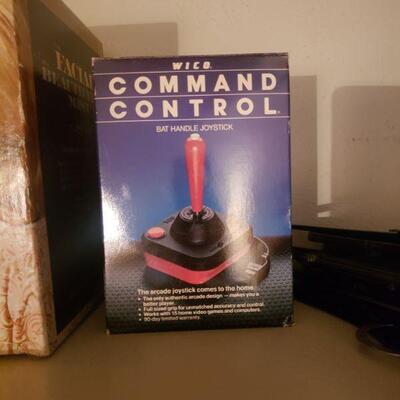 WICO
COMMAND
CONTROL
BAT HANDLE JOYSTICK
The arcade joystick comes to the home
• The only authentic arcade design — makes you a
better player.
• Full sized grip for unmatched accuracy and control.
• Works with 15 home video games and computers.
• 90-day limited warranty.
FACIAL